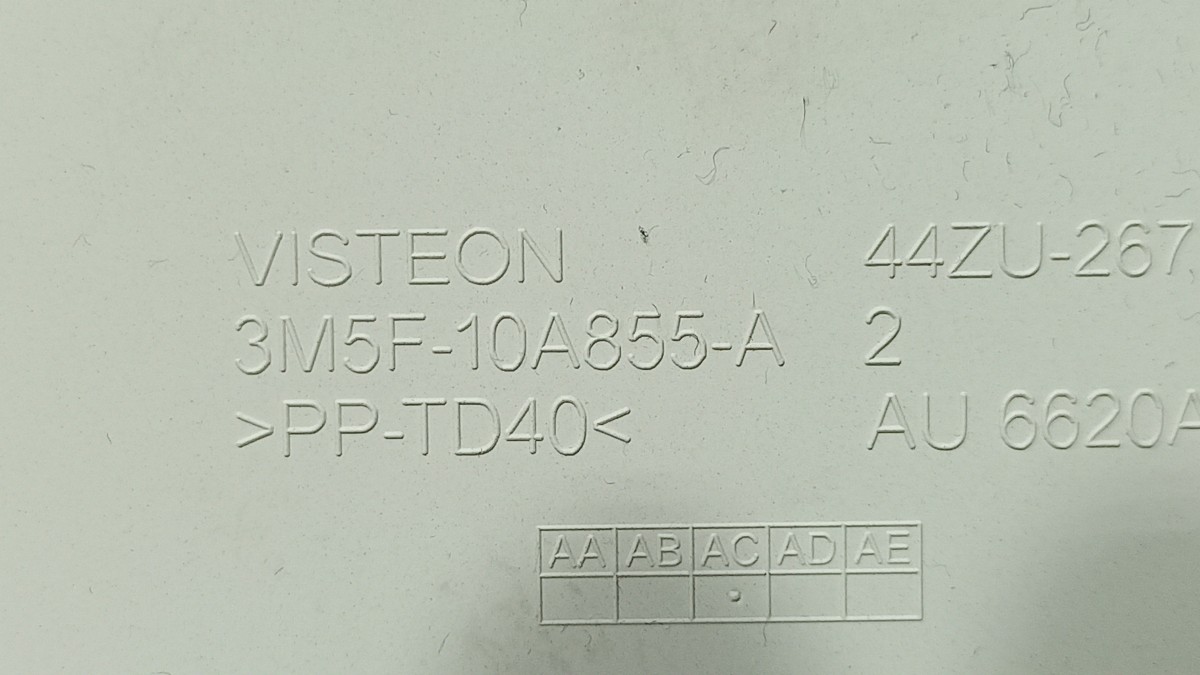 VISTEON 44ZU-267
3M5F-10A855-A 2
>PP-TD40< AU 6620A
AA AB AC AD AE